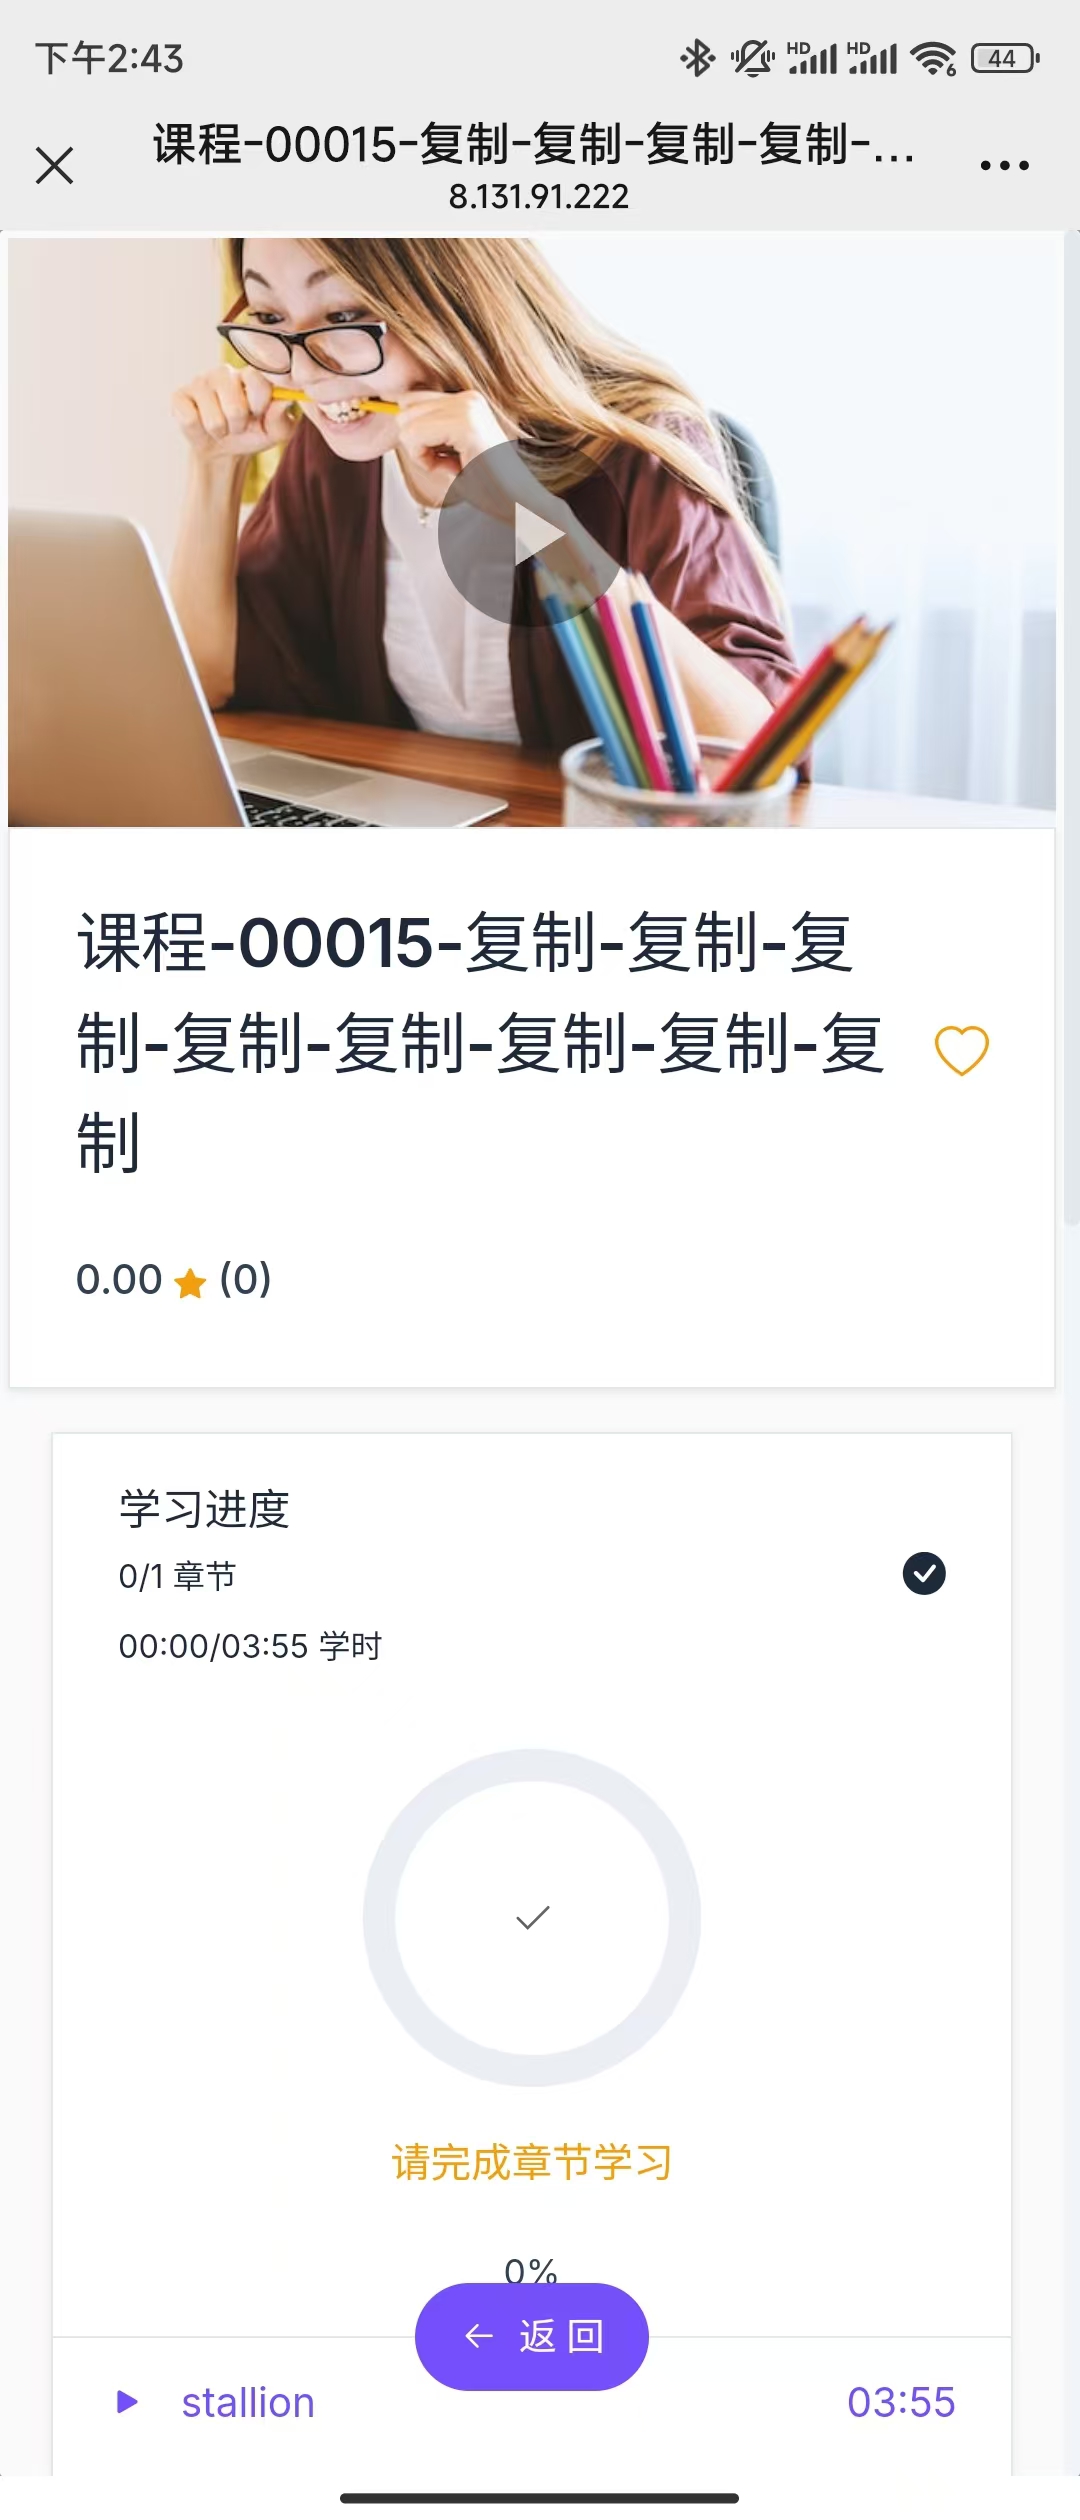 下午2:43
HD HD 6 44
课程-00015-复制-复制-复制-复制-...
8.131.91.222
课程-00015-复制-复制-复
制-复制-复制-复制-复制-复
制
0.00 (0)
学习进度
0/1 章节
00:00/03:55 学时
请完成章节学习
0%
返回
stallion 03:55